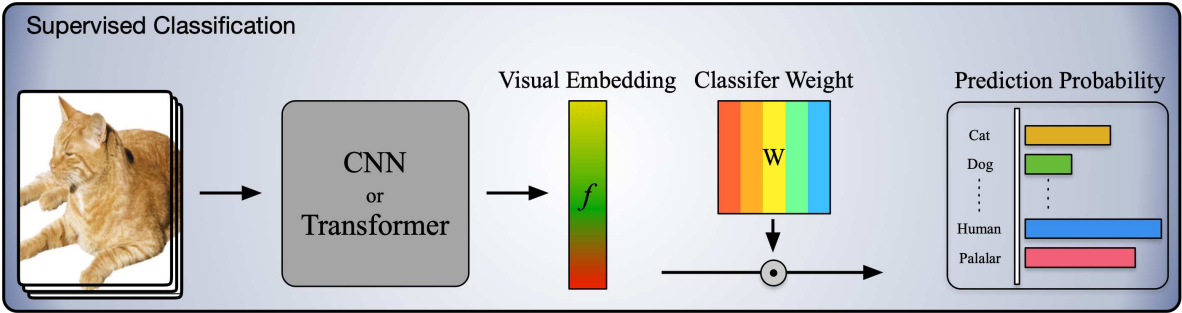 Supervised Classification
Visual Embedding
Classifer Weight
Prediction Probability
CNN
or
Transformer
f
W
Cat
Dog
Human
Palalar